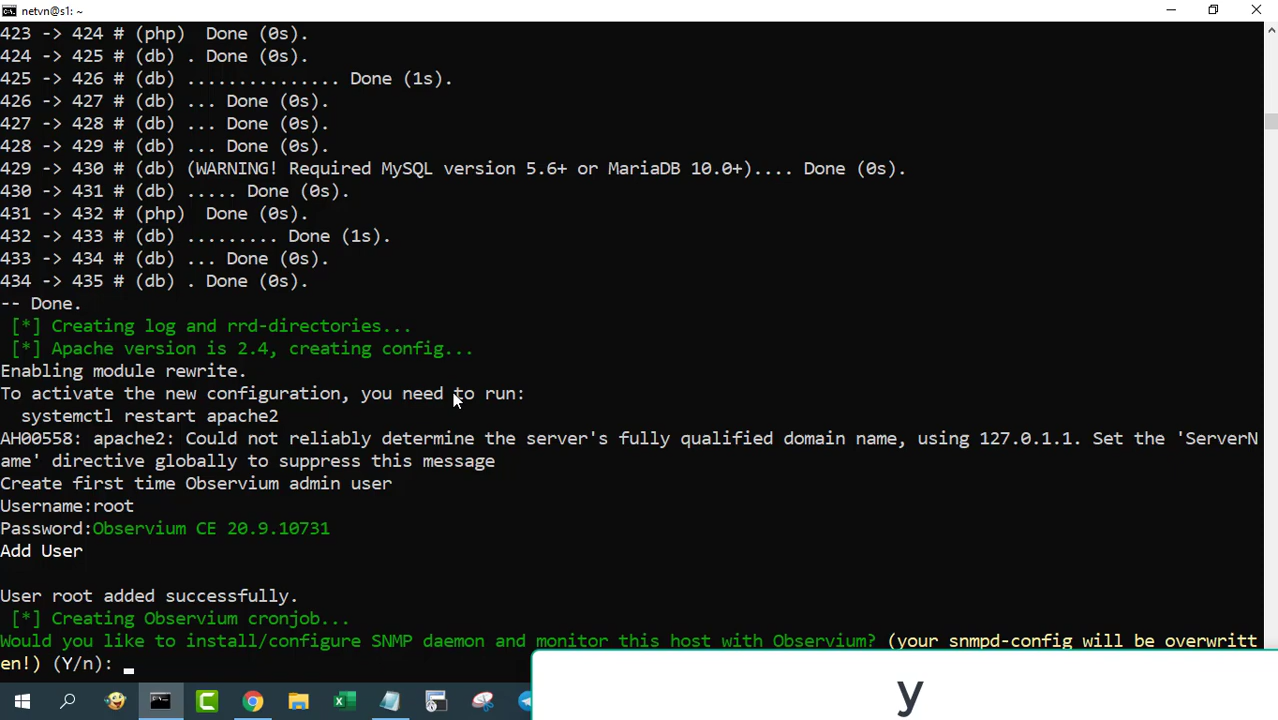 netvn@s1: ~
423 -> 424 # (php)  Done (0s).
424 -> 425 # (db) . Done (0s).
425 -> 426 # (db) ............... Done (1s).
426 -> 427 # (db) ... Done (0s).
427 -> 428 # (db) ... Done (0s).
428 -> 429 # (db) ... Done (0s).
429 -> 430 # (db) (WARNING! Required MySQL version 5.6+ or MariaDB 10.0+).... Done (0s).
430 -> 431 # (db) ..... Done (0s).
431 -> 432 # (php)  Done (0s).
432 -> 433 # (db) ......... Done (1s).
433 -> 434 # (db) ... Done (0s).
434 -> 435 # (db) . Done (0s).
-- Done.
 [*] Creating log and rrd-directories...
 [*] Apache version is 2.4, creating config...
Enabling module rewrite.
To activate the new configuration, you need to run:
  systemctl restart apache2
AH00558: apache2: Could not reliably determine the server's fully qualified domain name, using 127.0.1.1. Set the 'ServerN
ame' directive globally to suppress this message
Create first time Observium admin user
Username:root
Password:Observium CE 20.9.10731
Add User
User root added successfully.
 [*] Creating Observium cronjob...
Would you like to install/configure SNMP daemon and monitor this host with Observium? (your snmpd-config will be overwritt
en!) (Y/n):
y